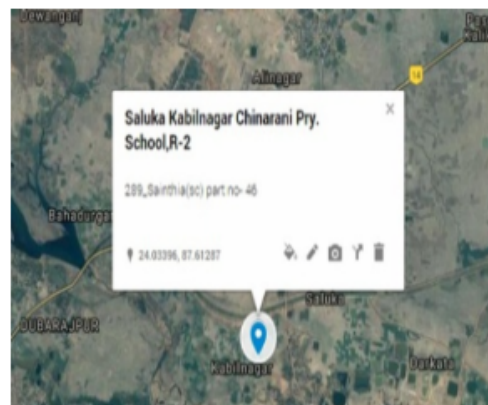 Dewanganj
Alinagar
14
Saluka Kabilnagar Chinarani Pry.
School,R-2
289_Sainthia(sc) part no- 46
Bahadurga
24.03396, 87.61287
Saluka
DUBARAJPUR
Kabilnagar
Darkata